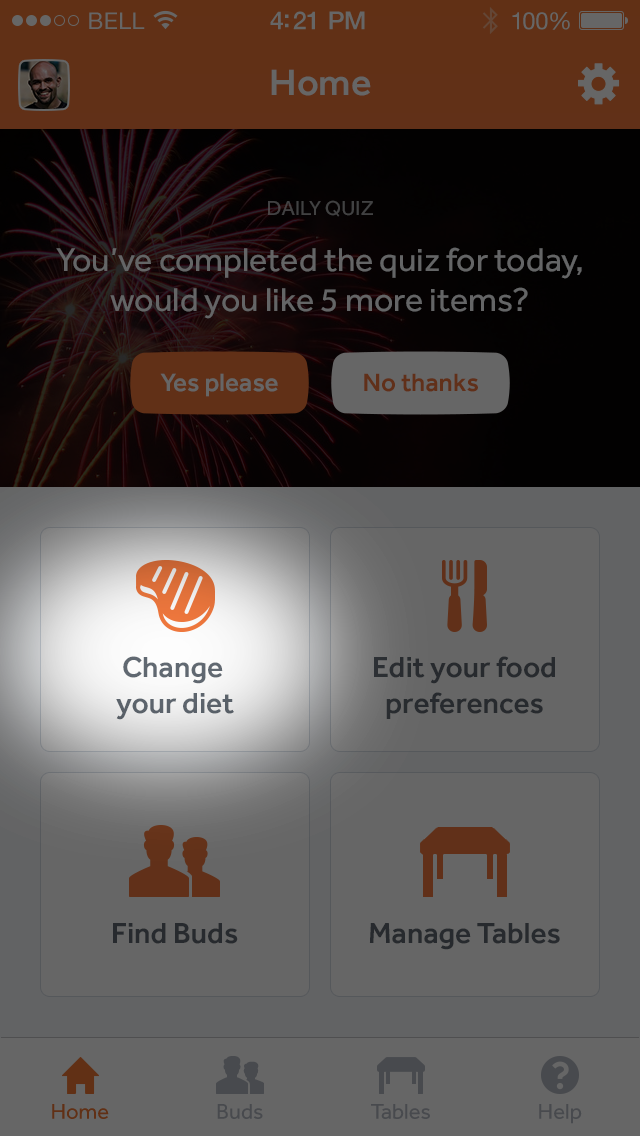 BELL 4:21 PM 100%
Home
DAILY QUIZ
You’ve completed the quiz for today,
would you like 5 more items?
Yes please No thanks
Change
your diet
Edit your food
preferences
Find Buds
Manage Tables
Home Buds Tables Help